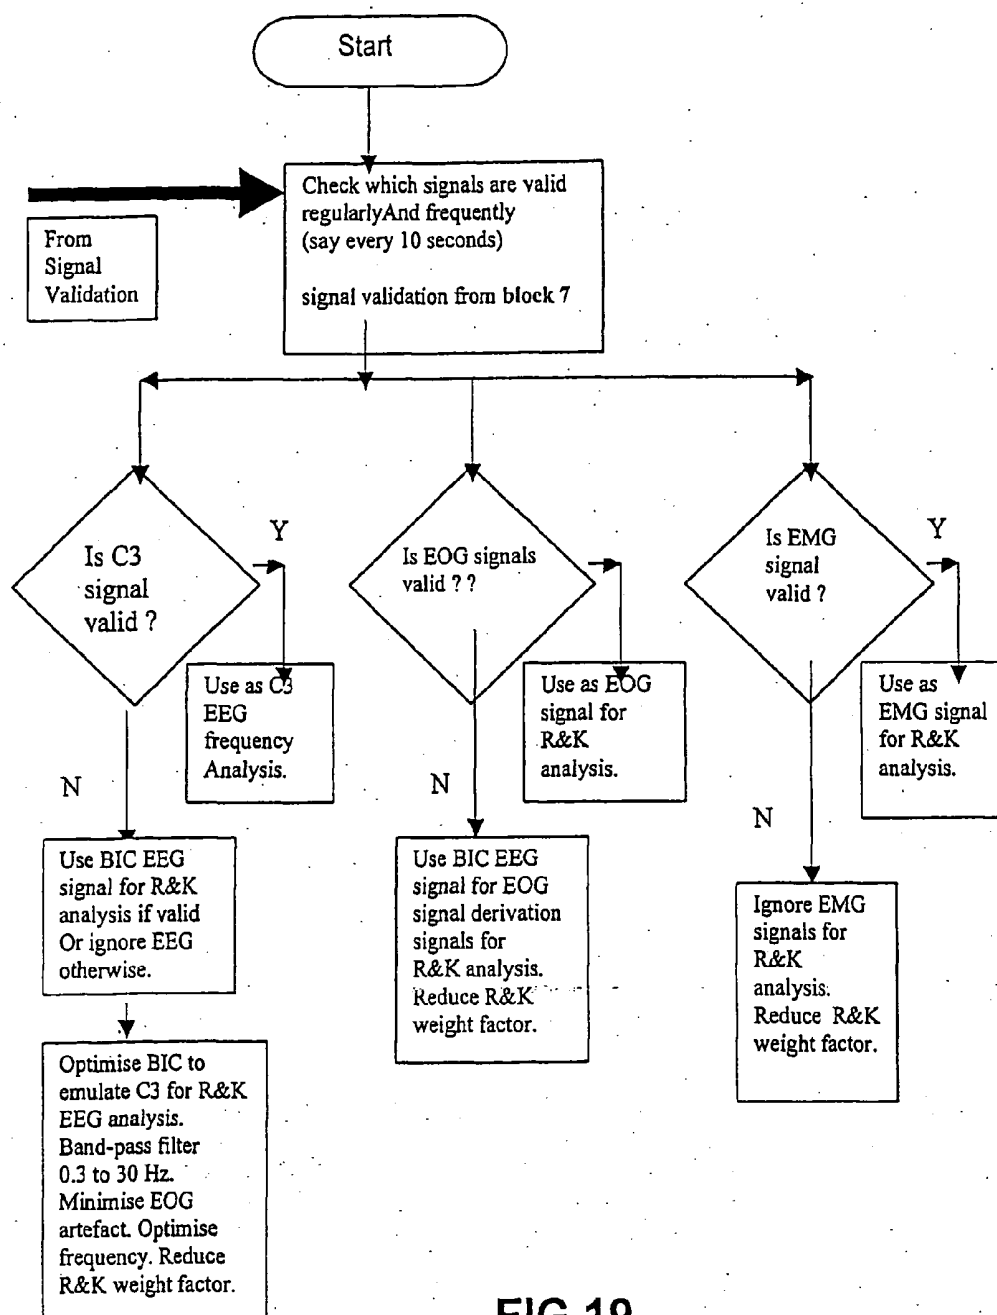 Start
Check which signals are valid
regularlyAnd frequently
(say every 10 seconds)
signal validation from block 7
From
Signal
Validation
Is C3
signal
valid ?
Y
Is EOG signals
valid ? ?
Is EMG
signal
valid ?
Y
Use as C3
EEG
frequency
Analysis.
Use as EOG
signal for
R&K
analysis.
Use as
EMG signal
for R&K
analysis.
N
N
N
Use BIC EEG
signal for R&K
analysis if valid
Or ignore EEG
otherwise.
Use BIC EEG
signal for EOG
signal derivation
signals for
R&K analysis.
Reduce R&K
weight factor.
Ignore EMG
signals for
R&K
analysis.
Reduce R&K
weight factor.
Optimise BIC to
emulate C3 for R&K
EEG analysis.
Band-pass filter
0.3 to 30 Hz.
Minimise EOG
artefact. Optimise
frequency. Reduce
R&K weight factor.
FIG 19